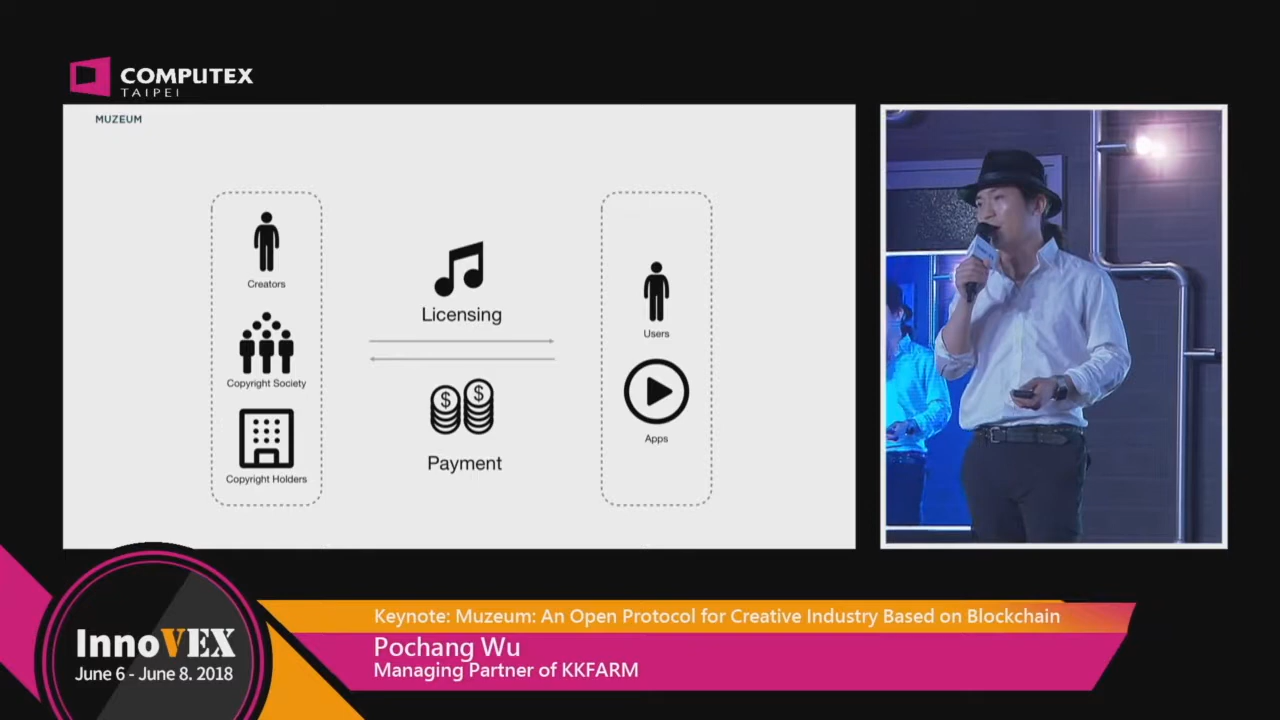 COMPUTEX
TAIPEI
MUZEUM
Creators
Copyright Society
Copyright Holders
Licensing
Payment
Users
Apps
InnoVEX
June 6 - June 8. 2018
Keynote: Muzeum: An Open Protocol for Creative Industry Based on Blockchain
Pochang Wu
Managing Partner of KKFARM